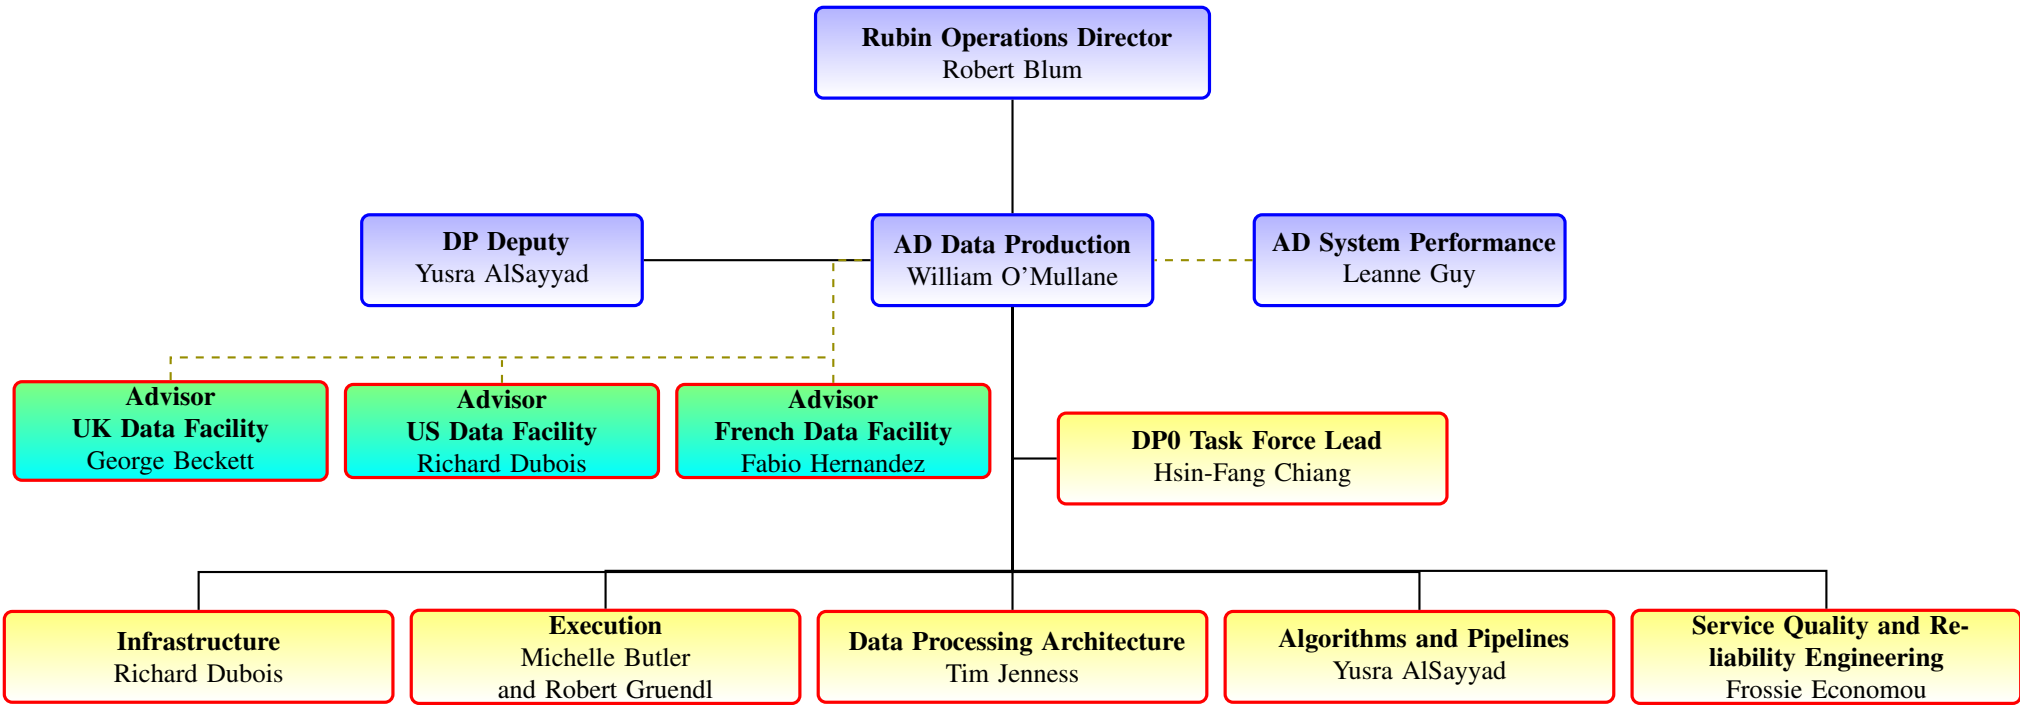 Rubin Operations Director
Robert Blum
DP Deputy
Yusra AlSayyad
AD Data Production
William O'Mullane
AD System Performance
Leanne Guy
Advisor
UK Data Facility
George Beckett
Advisor
US Data Facility
Richard Dubois
Advisor
French Data Facility
Fabio Hernandez
DP0 Task Force Lead
Hsin-Fang Chiang
Infrastructure
Richard Dubois
Execution
Michelle Butler
and Robert Gruendl
Data Processing Architecture
Tim Jenness
Algorithms and Pipelines
Yusra AlSayyad
Service Quality and Re-
liability Engineering
Frossie Economou